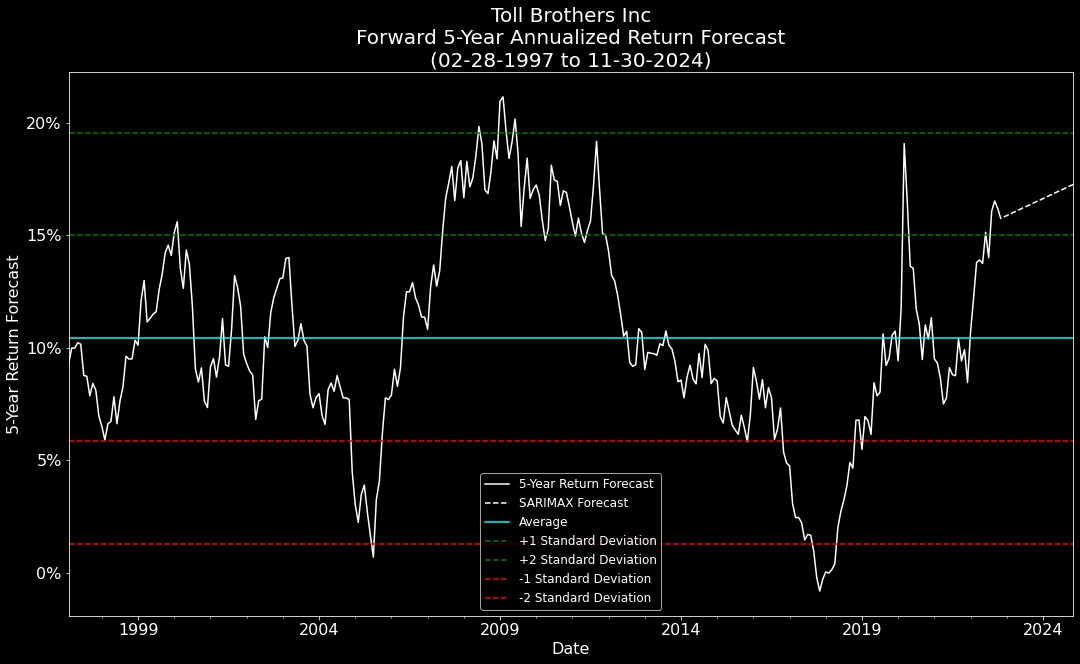 Toll Brothers Inc
Forward 5-Year Annualized Return Forecast
(02-28-1997 to 11-30-2024)
5-Year Return Forecast
20%
15%
10%
5%
0%
5-Year Return Forecast
SARIMAX Forecast
Average
+1 Standard Deviation
+2 Standard Deviation
-1 Standard Deviation
-2 Standard Deviation
1999 2004 2009 2014 2019 2024
Date